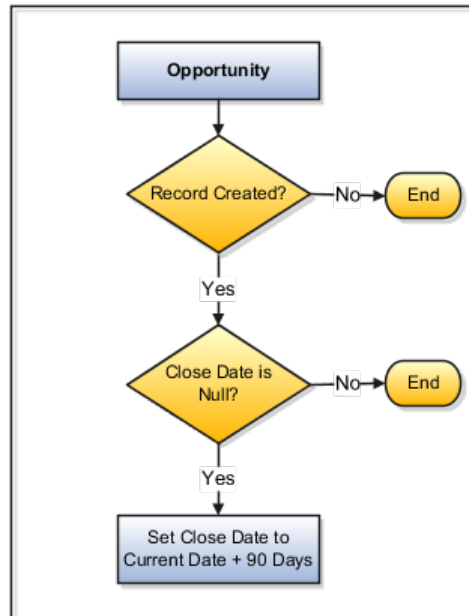 Opportunity
Record Created?
No
End
Yes
Close Date is
Null?
No
End
Yes
Set Close Date to
Current Date + 90 Days